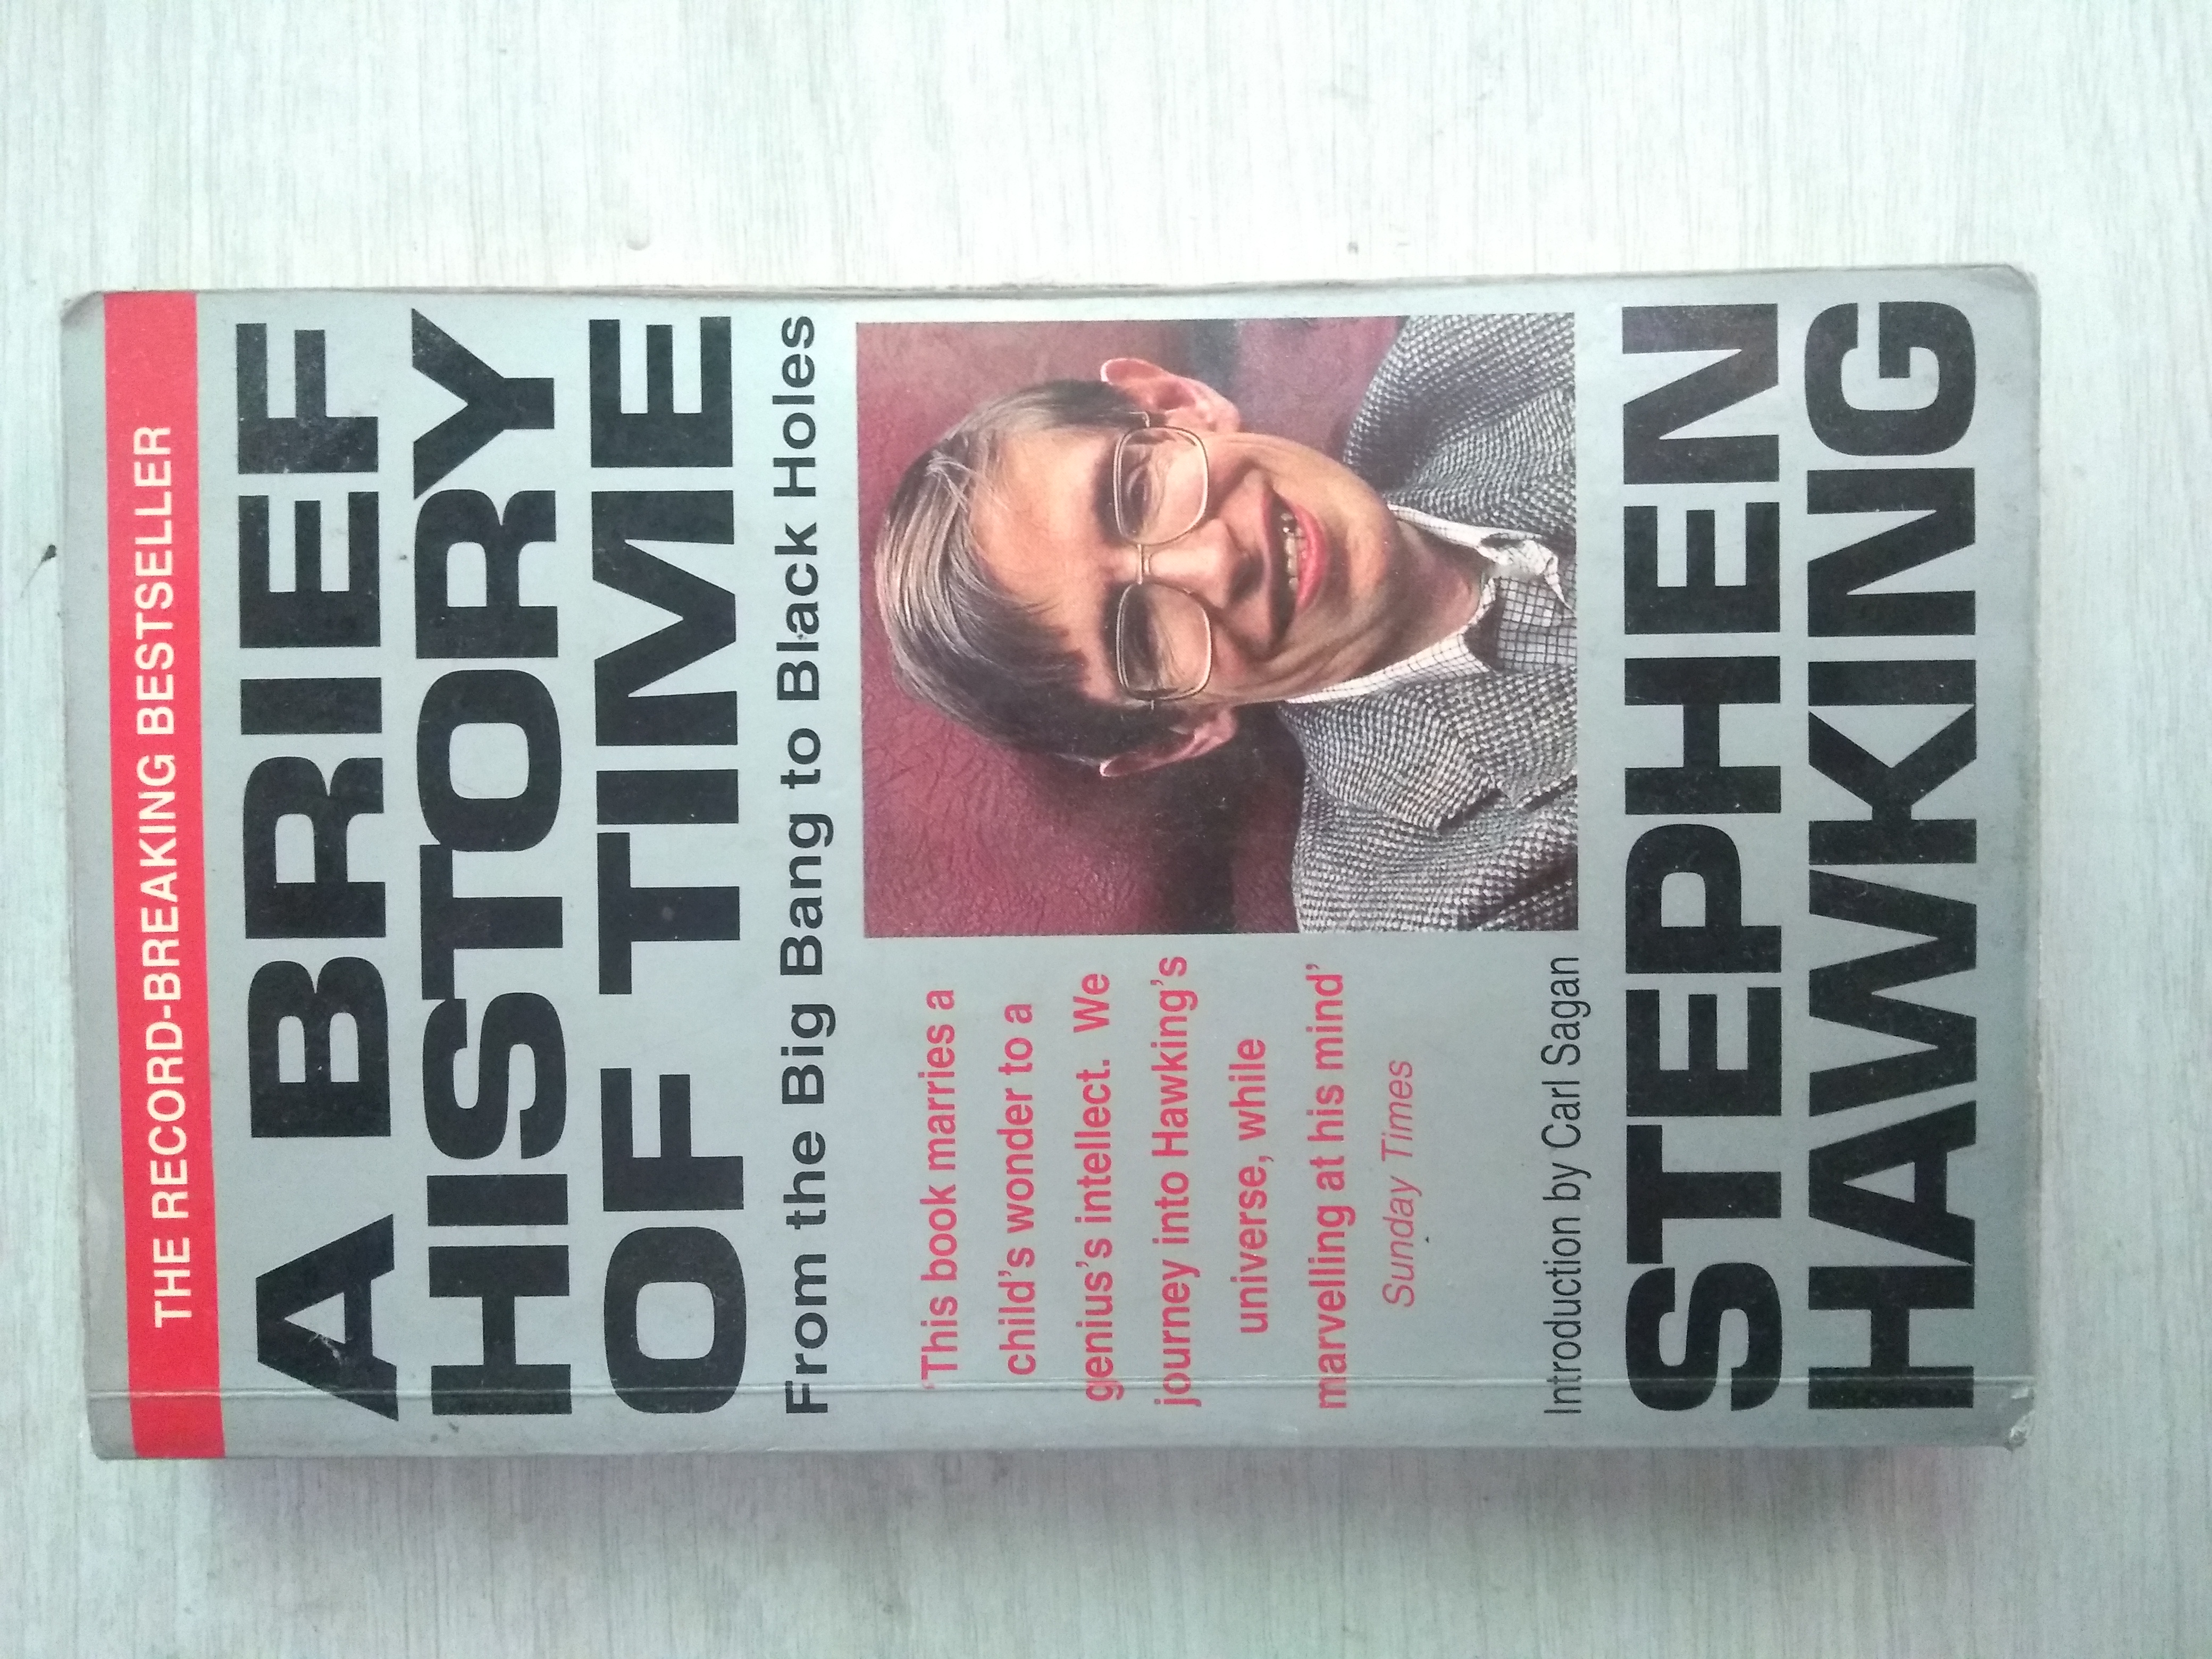 THE RECORD-BREAKING BESTSELLER
A BRIEF
HISTORY
OF TIME
From the Big Bang to Black Holes
‘This book marries a
child’s wonder to a
genius’s intellect. We
journey into Hawking’s
universe, while
marvelling at his mind’
Sunday Times
Introduction by Carl Sagan
STEPHEN
HAWKING